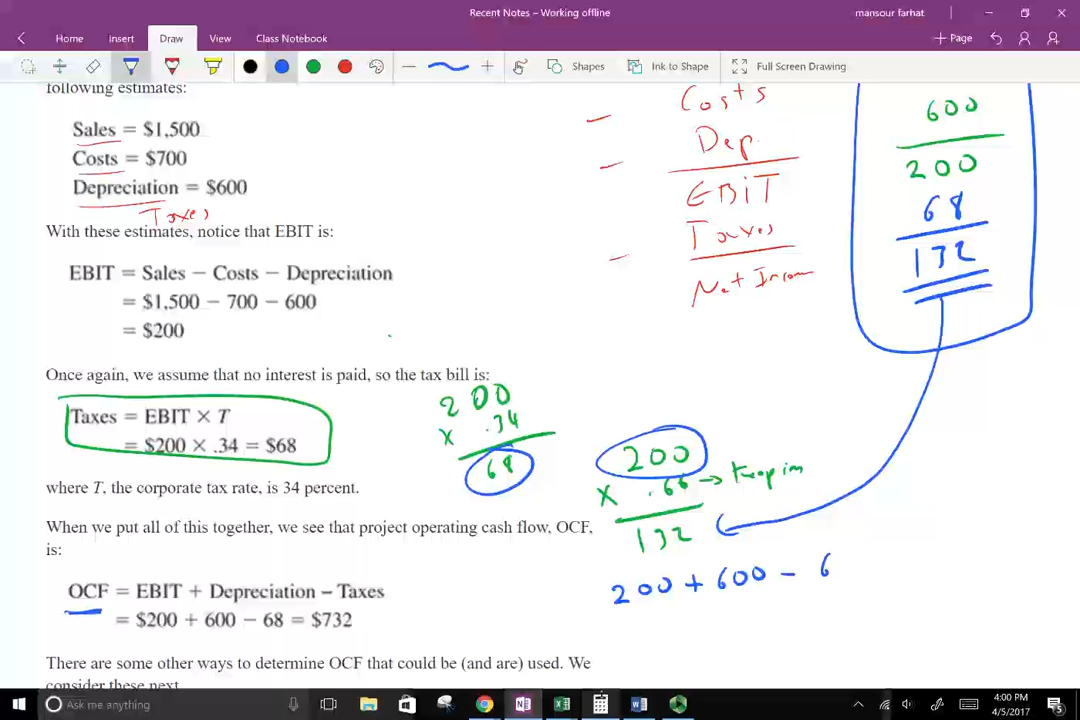 Recent Notes – Working offline
mansour farhat
Home Insert Draw View Class Notebook
+ Page
Shapes Ink to Shape Full Screen Drawing
following estimates:
Sales = $1,500
Costs = $700
Depreciation = $600
Taxes
With these estimates, notice that EBIT is:
EBIT = Sales − Costs − Depreciation
= $1,500 − 700 − 600
= $200
Once again, we assume that no interest is paid, so the tax bill is:
Taxes = EBIT × T
= $200 × .34 = $68
where T, the corporate tax rate, is 34 percent.
When we put all of this together, we see that project operating cash flow, OCF,
is:
OCF = EBIT + Depreciation − Taxes
= $200 + 600 − 68 = $732
There are some other ways to determine OCF that could be (and are) used. We
consider these next.
− Costs
− Dep.
EBIT
− Taxes
Net Income
600
200
68
132
200
x .34
68
200
x .66 → Keep im
132
200 + 600 − 6
Ask me anything
4:00 PM
4/5/2017
5